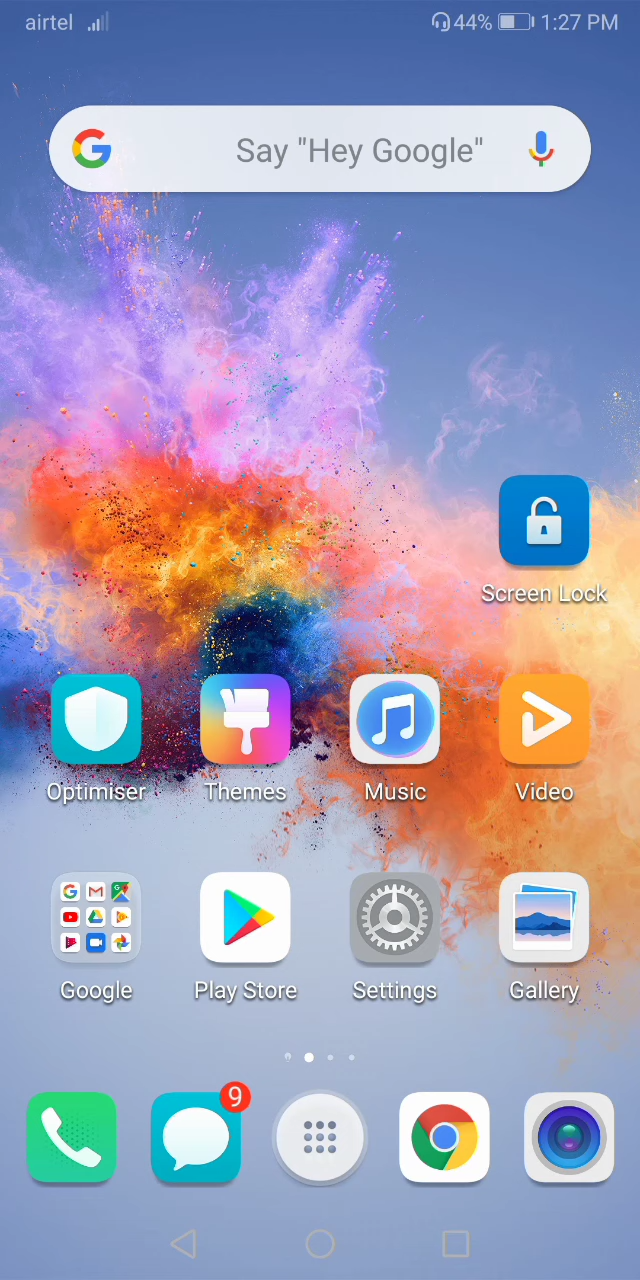 airtel 44% 1:27 PM
Say "Hey Google"
Screen Lock
Optimiser Themes Music Video
Google Play Store Settings Gallery
9